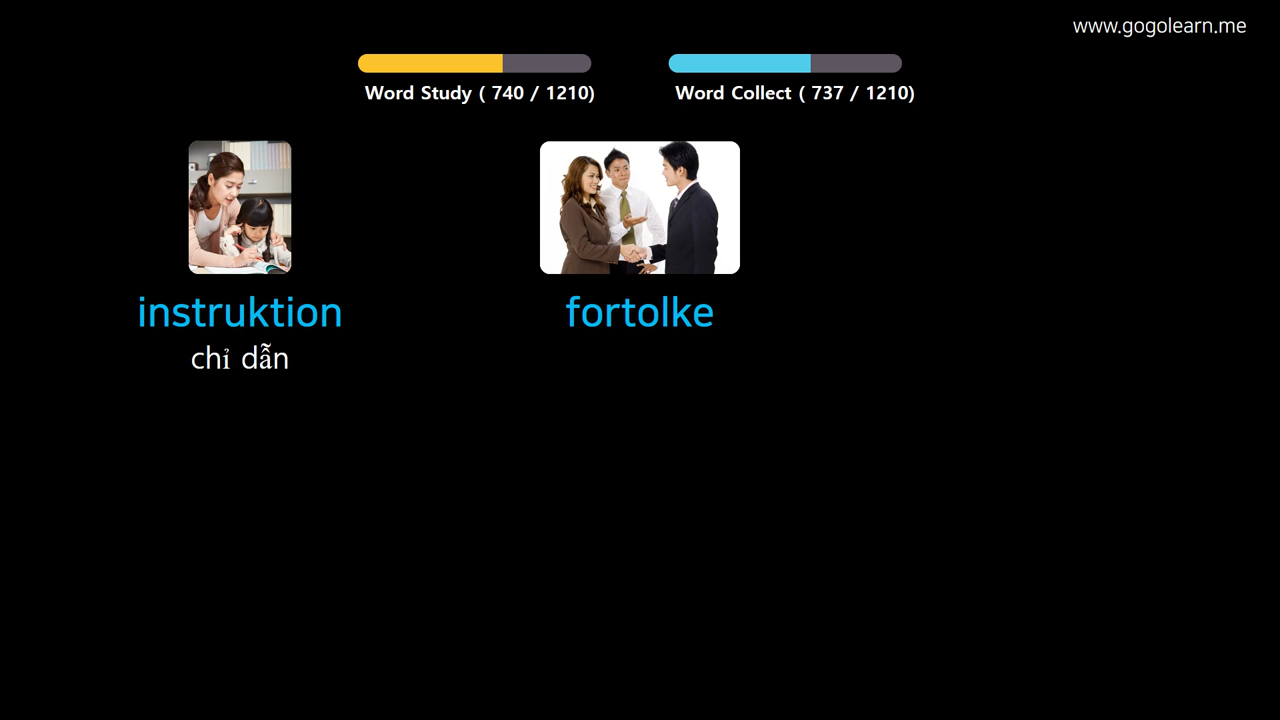 www.gogolearn.me
Word Study ( 740 / 1210)
Word Collect ( 737 / 1210)
instruktion
chỉ dẫn
fortolke